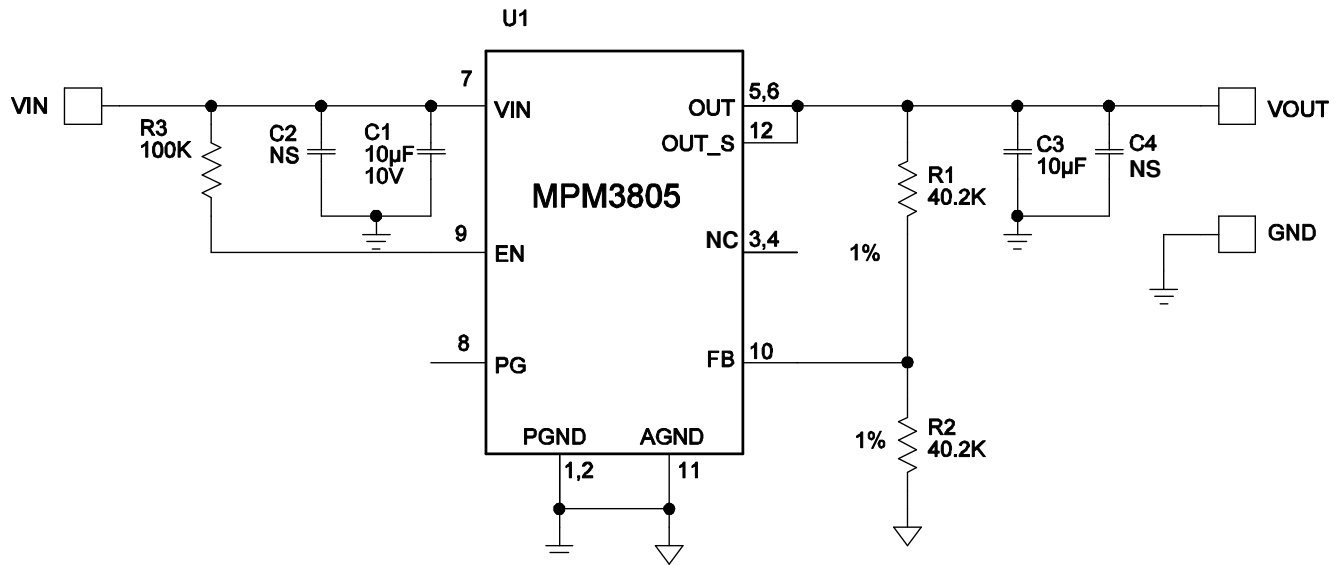 U1
7
VIN
VIN
R3
100K
C2
NS
C1
10µF
10V
9
EN
8
PG
MPM3805
OUT
5,6
OUT_S
12
NC
3,4
FB
10
PGND
AGND
1,2
11
R1
40.2K
1%
1%
R2
40.2K
C3
10µF
C4
NS
VOUT
GND